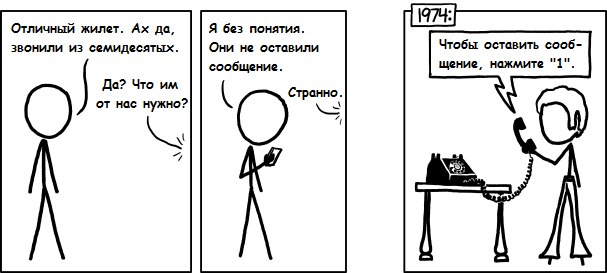 Отличный жилет. Ах да,
звонили из семидесятых.
Да? Что им
от нас нужно?
Я без понятия.
Они не оставили
сообщение.
Странно.
1974:
Чтобы оставить сооб-
щение, нажмите "1".